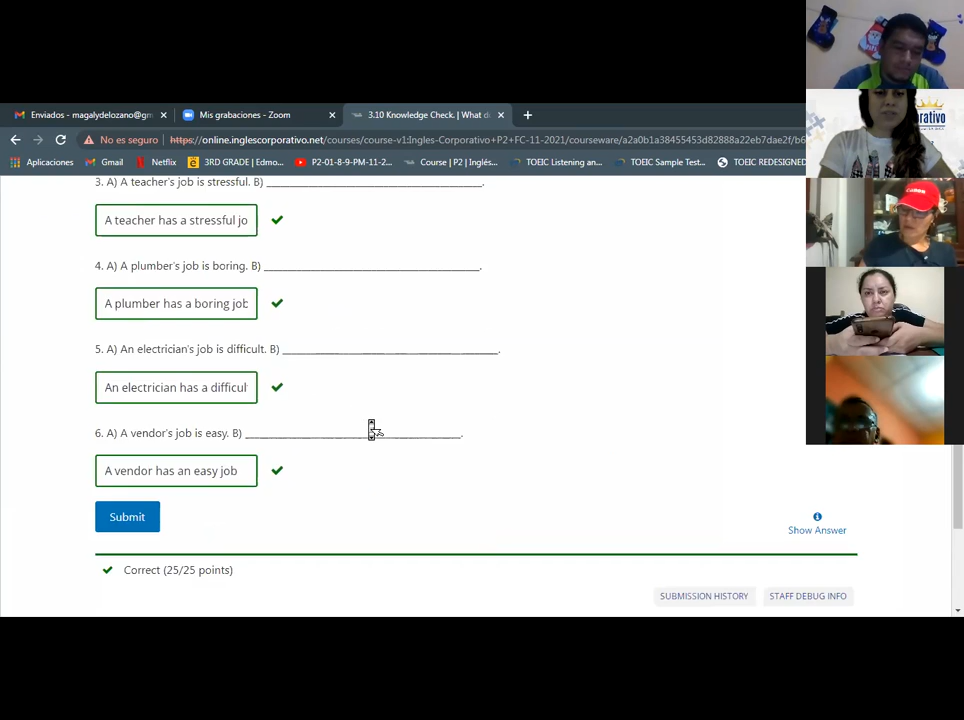 Enviados - magalydelozano@gm
Mis grabaciones - Zoom
3.10 Knowledge Check. | What d
No es seguro
https://online.inglescorporativo.net/courses/course-v1:Ingles-Corporativo+P2+FC-11-2021/courseware/a2a0b1a38455453d82888a22eb7dae2f/b6
Aplicaciones
Gmail
Netflix
3RD GRADE | Edmo...
P2-01-8-9-PM-11-2...
Course | P2 | Inglés...
TOEIC Listening an...
TOEIC Sample Test...
TOEIC REDESIGNED
3. A) A teacher's job is stressful. B) ________________________________________.
A teacher has a stressful jo
4. A) A plumber's job is boring. B) ________________________________________.
A plumber has a boring job
5. A) An electrician's job is difficult. B) ________________________________________.
An electrician has a difficul
6. A) A vendor's job is easy. B) ________________________________________.
A vendor has an easy job
Submit
Show Answer
Correct (25/25 points)
SUBMISSION HISTORY
STAFF DEBUG INFO